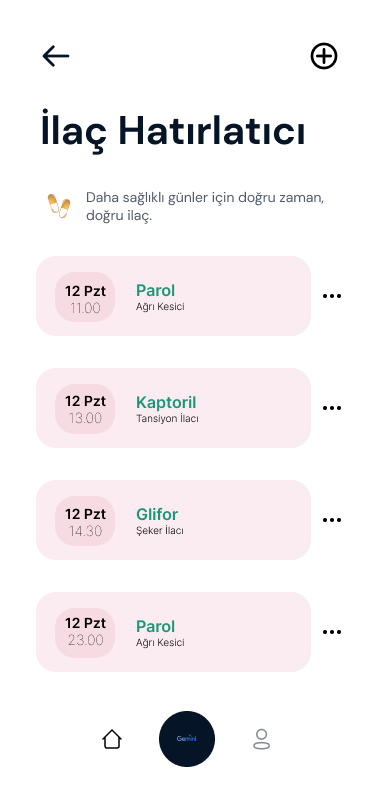 İlaç Hatırlatıcı
Daha sağlıklı günler için doğru zaman,
doğru ilaç.
12 Pzt
11.00
Parol
Ağrı Kesici
12 Pzt
13.00
Kaptoril
Tansiyon İlacı
12 Pzt
14.30
Glifor
Şeker İlacı
12 Pzt
23.00
Parol
Ağrı Kesici
Gemini